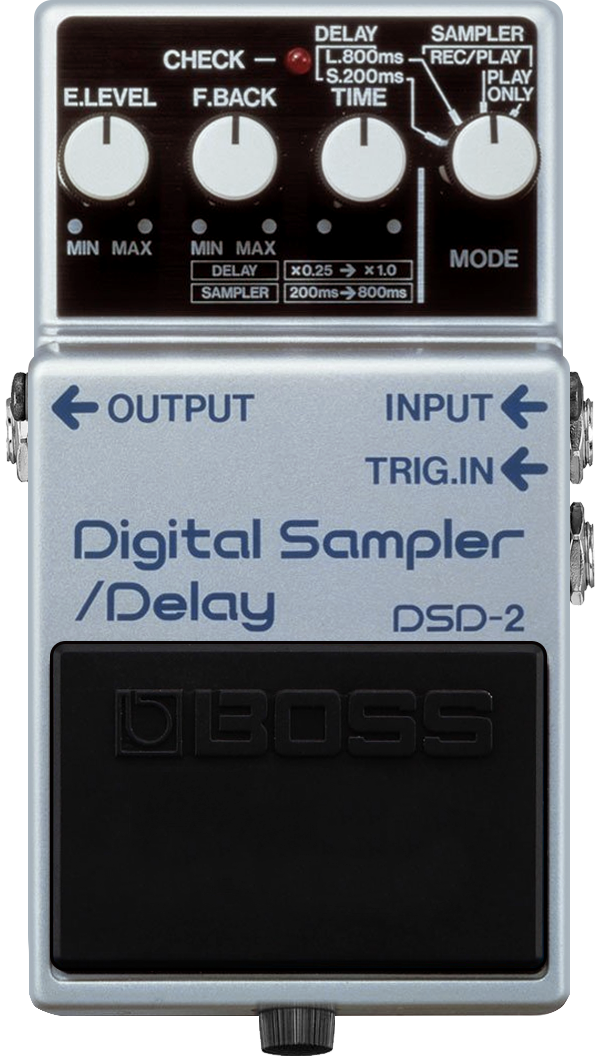 DELAY
SAMPLER
CHECK
L.800ms
REC/PLAY
S.200ms
PLAY
ONLY
E.LEVEL
F.BACK
TIME
MIN MAX
MIN MAX
MODE
DELAY ×0.25 → ×1.0
SAMPLER 200ms→800ms
← OUTPUT
INPUT ←
TRIG.IN ←
Digital Sampler
/Delay
DSD-2
BOSS